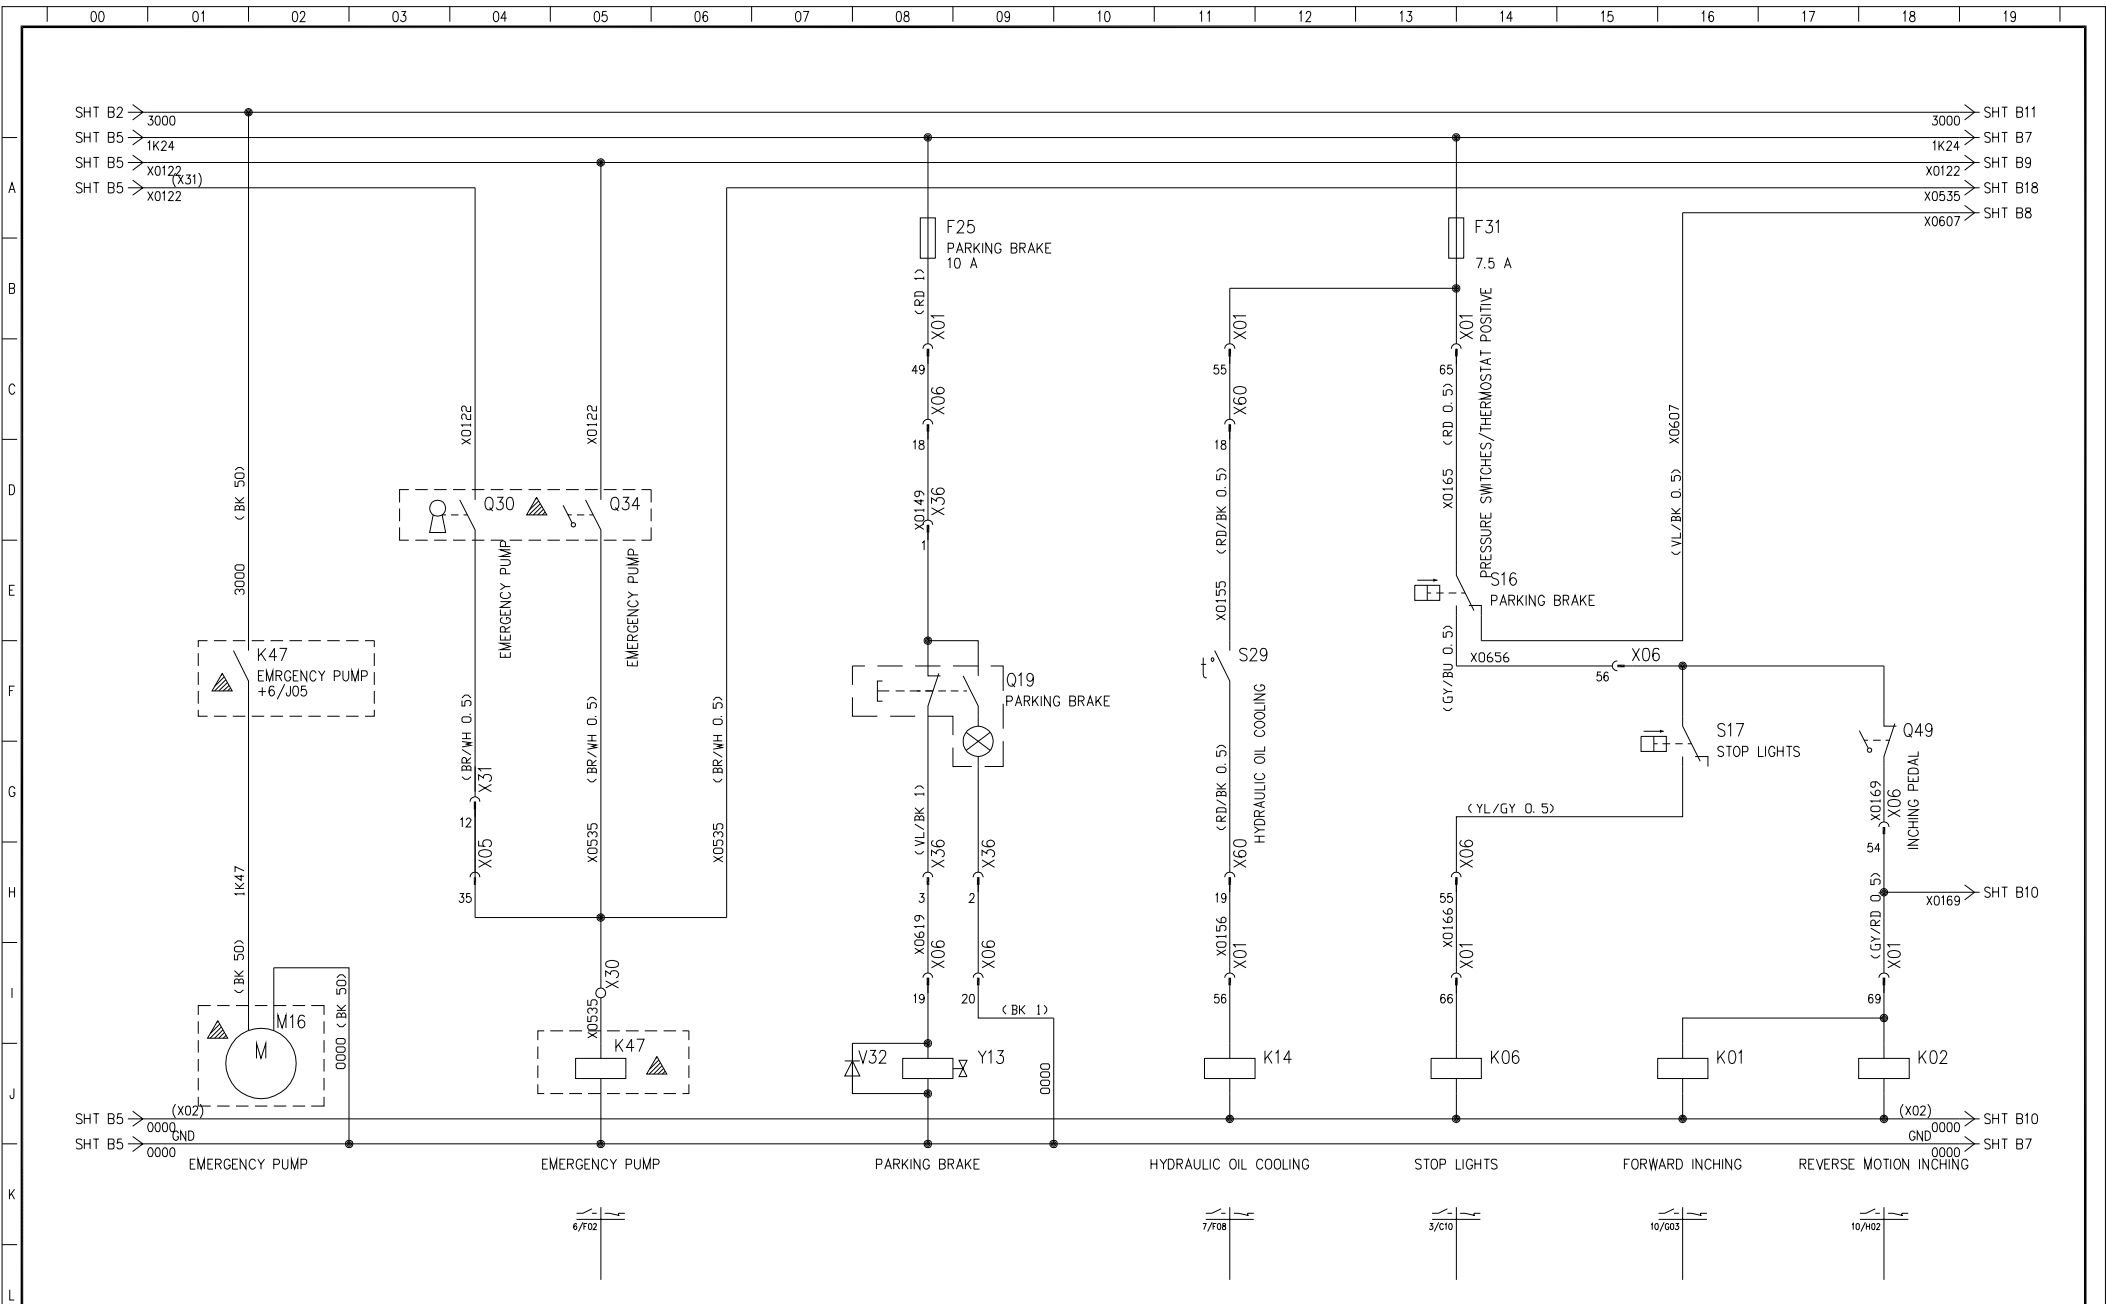 00 01 02 03 04 05 06 07 08 09 10 11 12 13 14 15 16 17 18 19
SHT B2 3000 3000 SHT B11
SHT B5 1K24 1K24 SHT B7
SHT B5 X0122 X0122 SHT B9
(X31)
SHT B5 X0122 X0535 SHT B18
X0607 SHT B8
A
B
C
D
E
F
G
H
I
J
K
L
3000
(BK 50)
K47
EMRGENCY PUMP
+6/J05
1K47
(BK 50)
M16
M
0000 (BK 50)
X0122
Q30
EMERGENCY PUMP
(BR/WH 0.5)
X31
12
X05
35
X0122
Q34
EMERGENCY PUMP
(BR/WH 0.5)
X0535
X30
X0535
K47
(BR/WH 0.5)
X0535
F25
PARKING BRAKE
10 A
(RD 1)
X01
49
X06
18
X0149
X36
1
Q19
PARKING BRAKE
(VL/BK 1)
X36
3
X0619
X06
19
V32
Y13
X36
2
X06
20
(BK 1)
0000
X01
55
X60
18
(RD/BK 0.5)
X0155
S29
HYDRAULIC OIL COOLING
(RD/BK 0.5)
X60
19
X0156
X01
56
K14
F31
7.5 A
PRESSURE SWITCHES/THERMOSTAT POSITIVE
X01
65
(RD 0.5)
X0165
S16
PARKING BRAKE
(GY/BU 0.5)
X0656
X06
56
X0607
(VL/BK 0.5)
S17
STOP LIGHTS
(YL/GY 0.5)
X06
55
X0166
X01
66
K06
Q49
INCHING PEDAL
X0169
X06
54
X0169 SHT B10
(GY/RD 0.5)
X01
69
K01
K02
SHT B5 (X02) 0000 (X02) 0000 SHT B10
SHT B5 GND 0000 GND 0000 SHT B7
EMERGENCY PUMP EMERGENCY PUMP PARKING BRAKE HYDRAULIC OIL COOLING STOP LIGHTS FORWARD INCHING REVERSE MOTION INCHING
6/F02 7/F08 3/C10 10/G03 10/H02